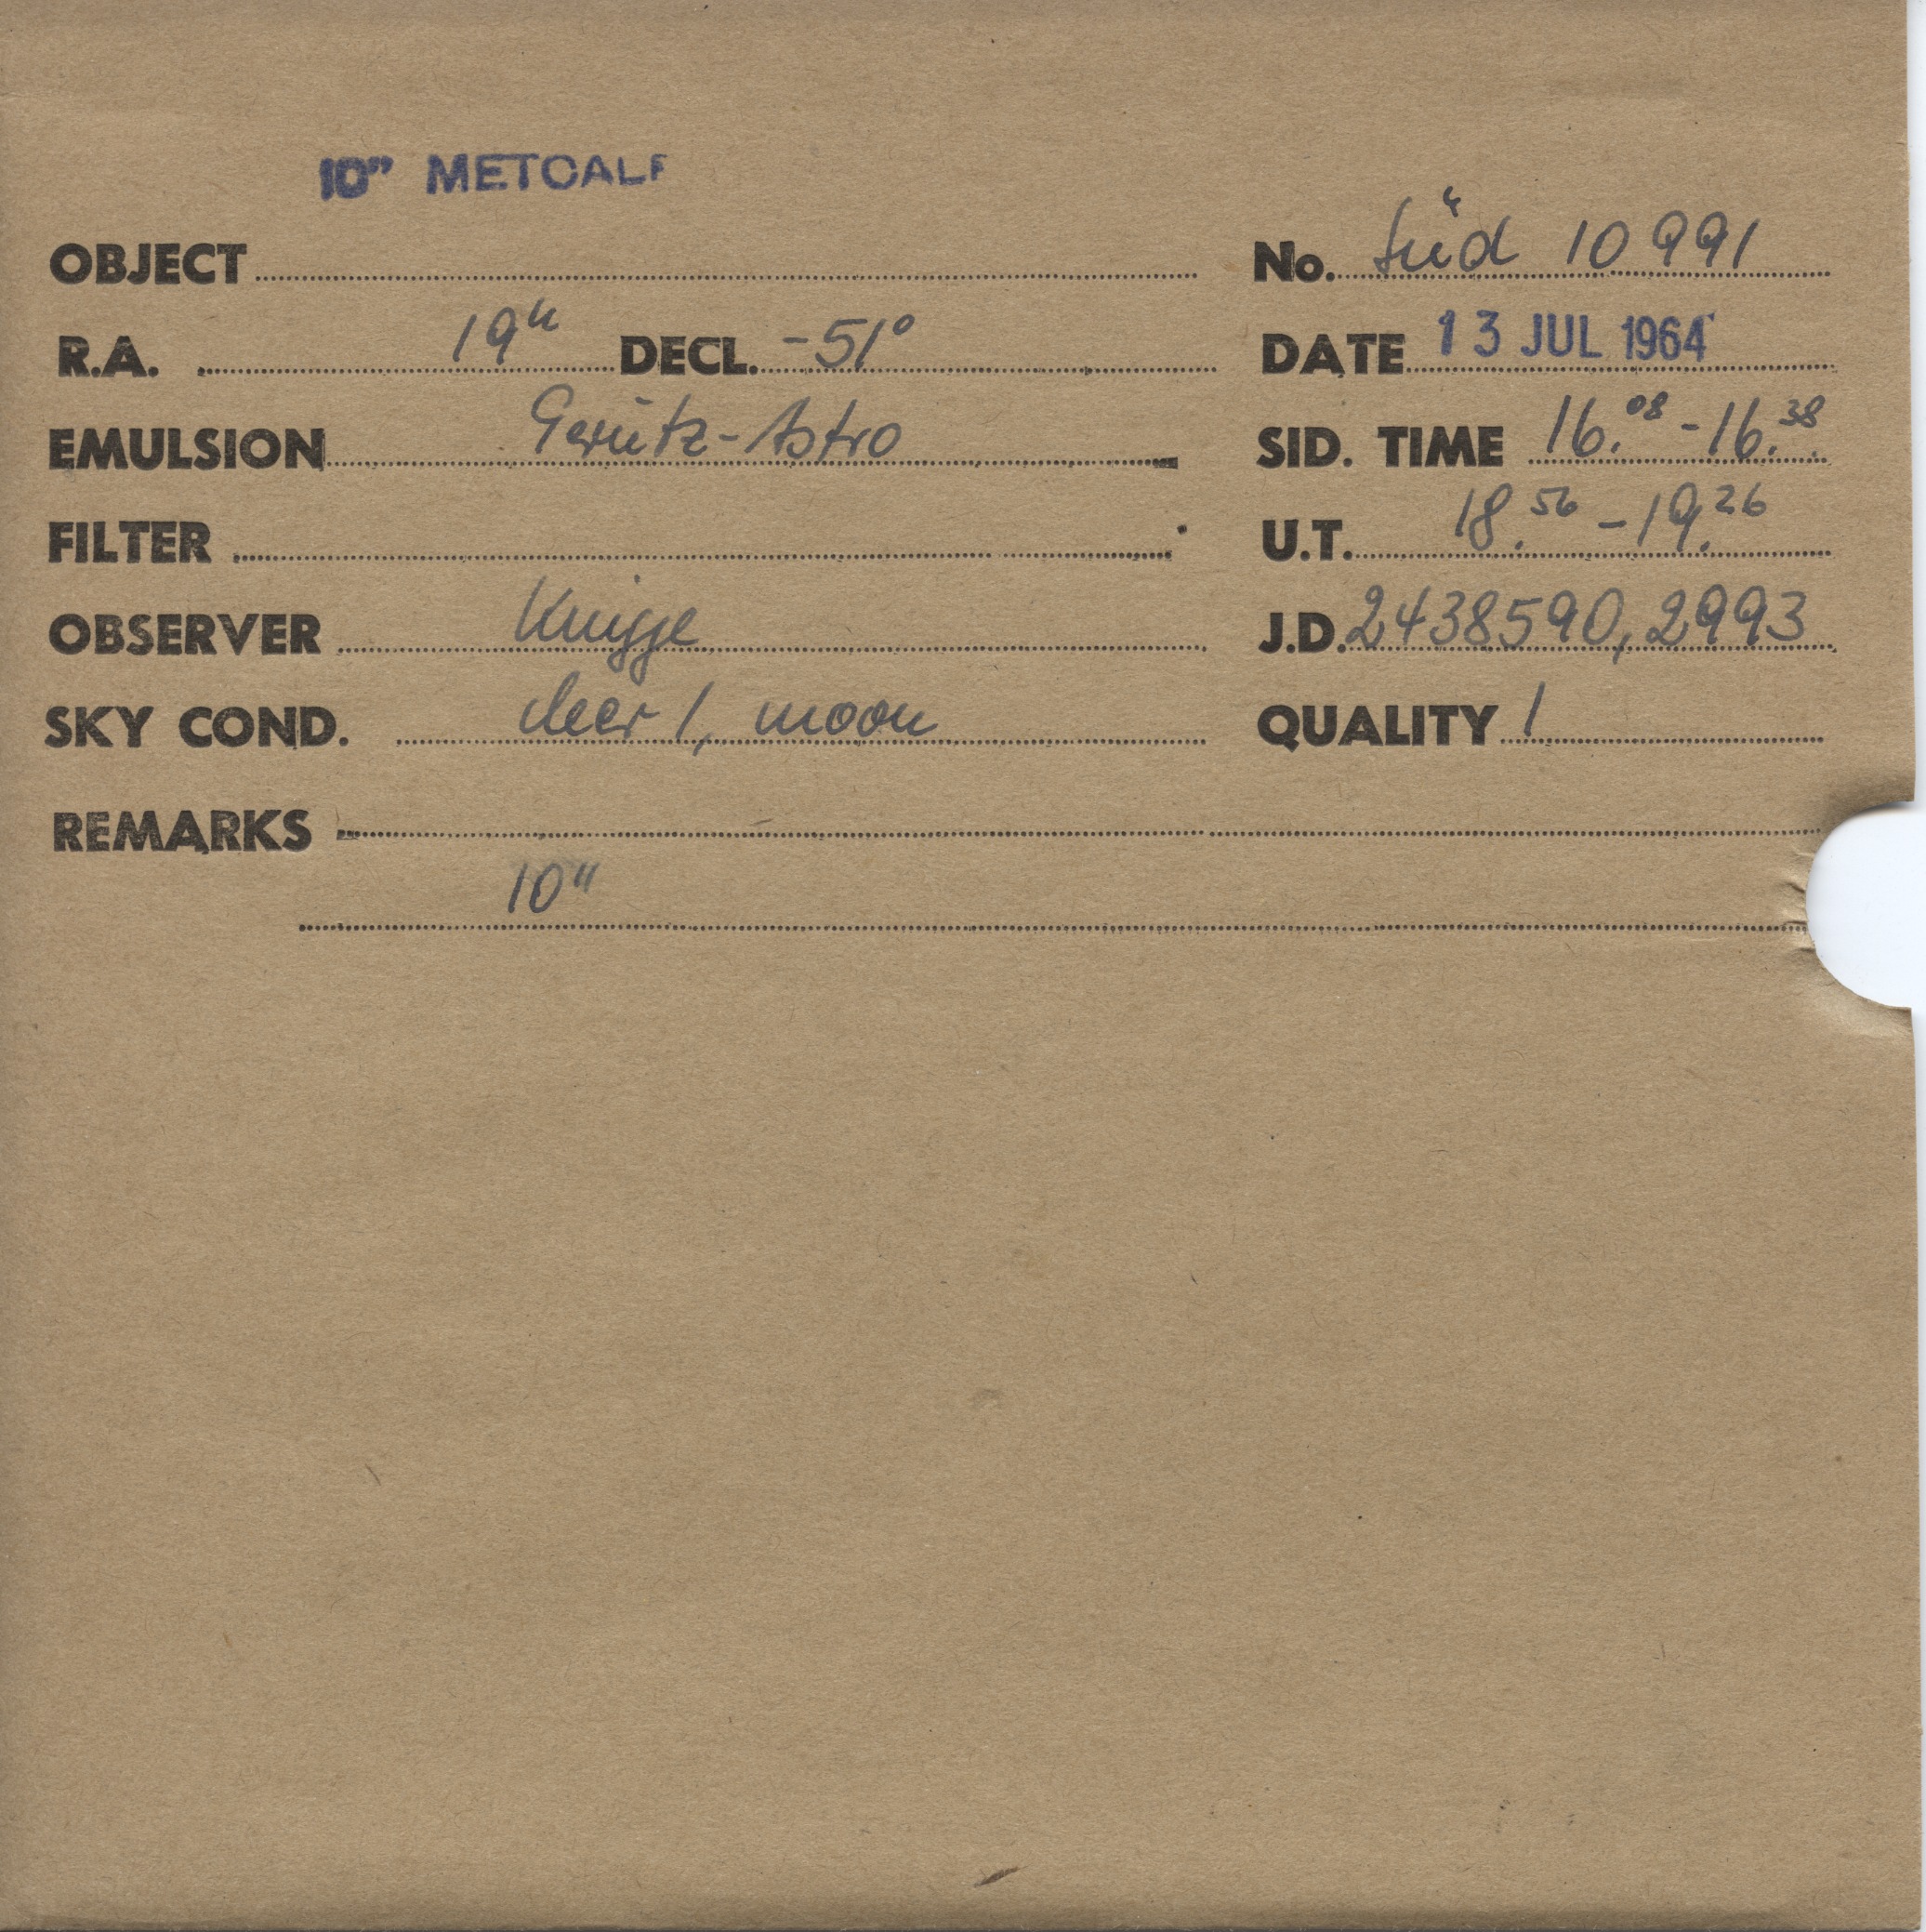 10" METCALF
OBJECT No. Süd 10991
R.A. 19h DECL. -51° DATE 13 JUL 1964
EMULSION Gevütz-Astro SID. TIME 16.08 - 16.38
FILTER U.T. 18.56 - 19.26
OBSERVER Knigge J.D. 2438590,2993
SKY COND. cleer 1, moon QUALITY 1
REMARKS
10"